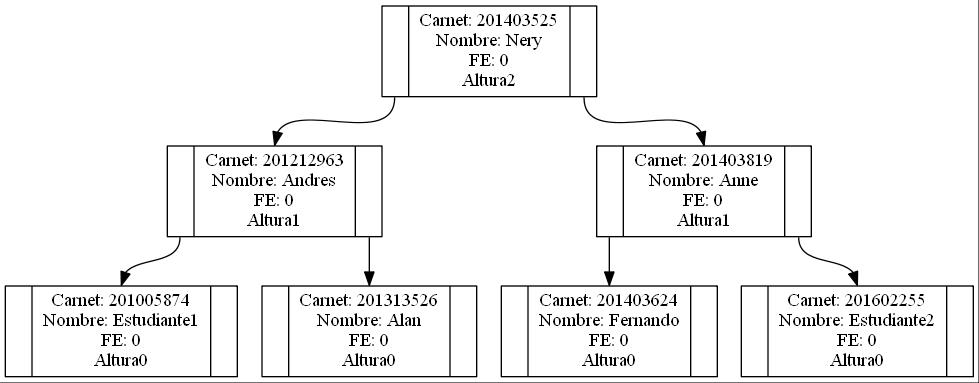 Carnet: 201403525
Nombre: Nery
FE: 0
Altura2
Carnet: 201212963
Nombre: Andres
FE: 0
Altura1
Carnet: 201403819
Nombre: Anne
FE: 0
Altura1
Carnet: 201005874
Nombre: Estudiante1
FE: 0
Altura0
Carnet: 201313526
Nombre: Alan
FE: 0
Altura0
Carnet: 201403624
Nombre: Fernando
FE: 0
Altura0
Carnet: 201602255
Nombre: Estudiante2
FE: 0
Altura0